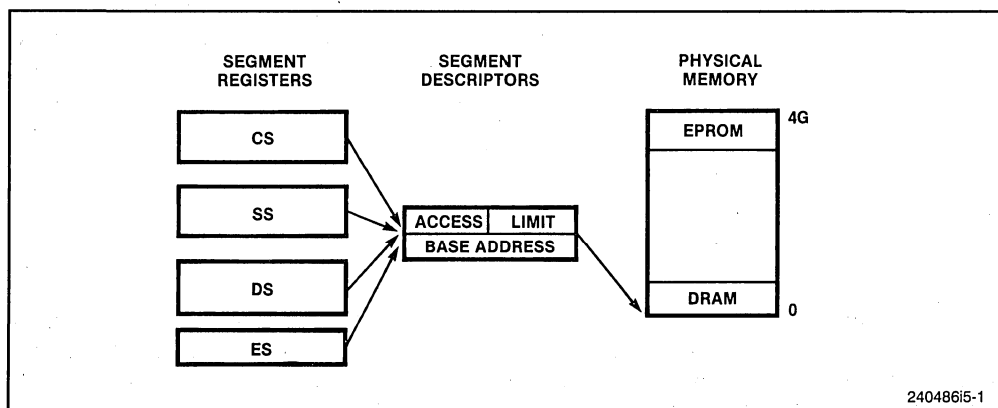 SEGMENT
REGISTERS
SEGMENT
DESCRIPTORS
PHYSICAL
MEMORY
CS
SS
DS
ES
ACCESS
LIMIT
BASE ADDRESS
4G
EPROM
DRAM
0
240486i5-1